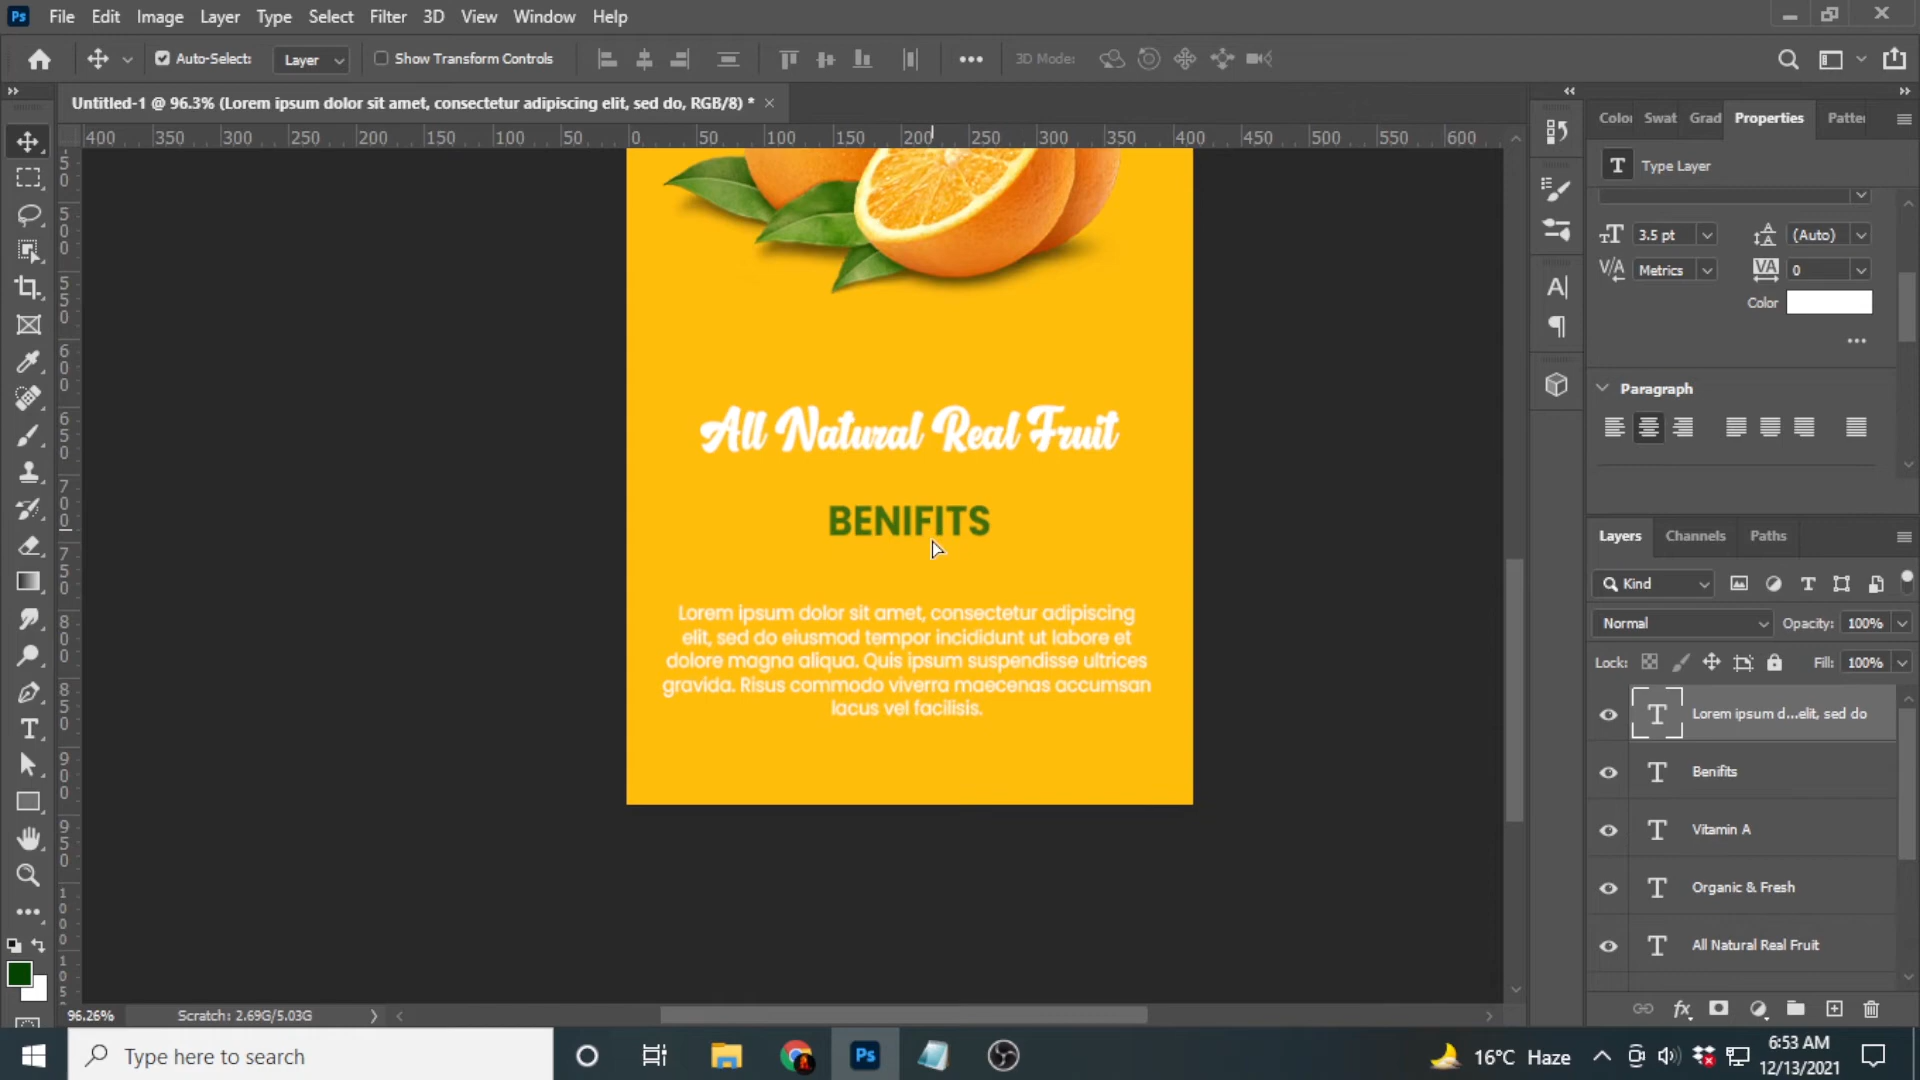 Ps File Edit Image Layer Type Select Filter 3D View Window Help
Auto-Select: Layer Show Transform Controls 3D Mode:
Untitled-1 @ 96.3% (Lorem ipsum dolor sit amet, consectetur adipiscing elit, sed do, RGB/8) *
Color Swat Grad Properties Patte
400 350 300 250 200 150 100 50 0 50 100 150 200 250 300 350 400 450 500 550 600
Type Layer
3.5 pt (Auto)
Metrics 0
Color
Paragraph
All Natural Real Fruit
BENIFITS
Lorem ipsum dolor sit amet, consectetur adipiscing
elit, sed do eiusmod tempor incididunt ut labore et
dolore magna aliqua. Quis ipsum suspendisse ultrices
gravida. Risus commodo viverra maecenas accumsan
lacus vel facilisis.
Layers Channels Paths
Kind
Normal Opacity: 100%
Lock: Fill: 100%
Lorem ipsum d...elit, sed do
Benifits
Vitamin A
Organic & Fresh
All Natural Real Fruit
96.26% Scratch: 2.69G/5.03G
Type here to search
Ps
16°C Haze
6:53 AM
12/13/2021